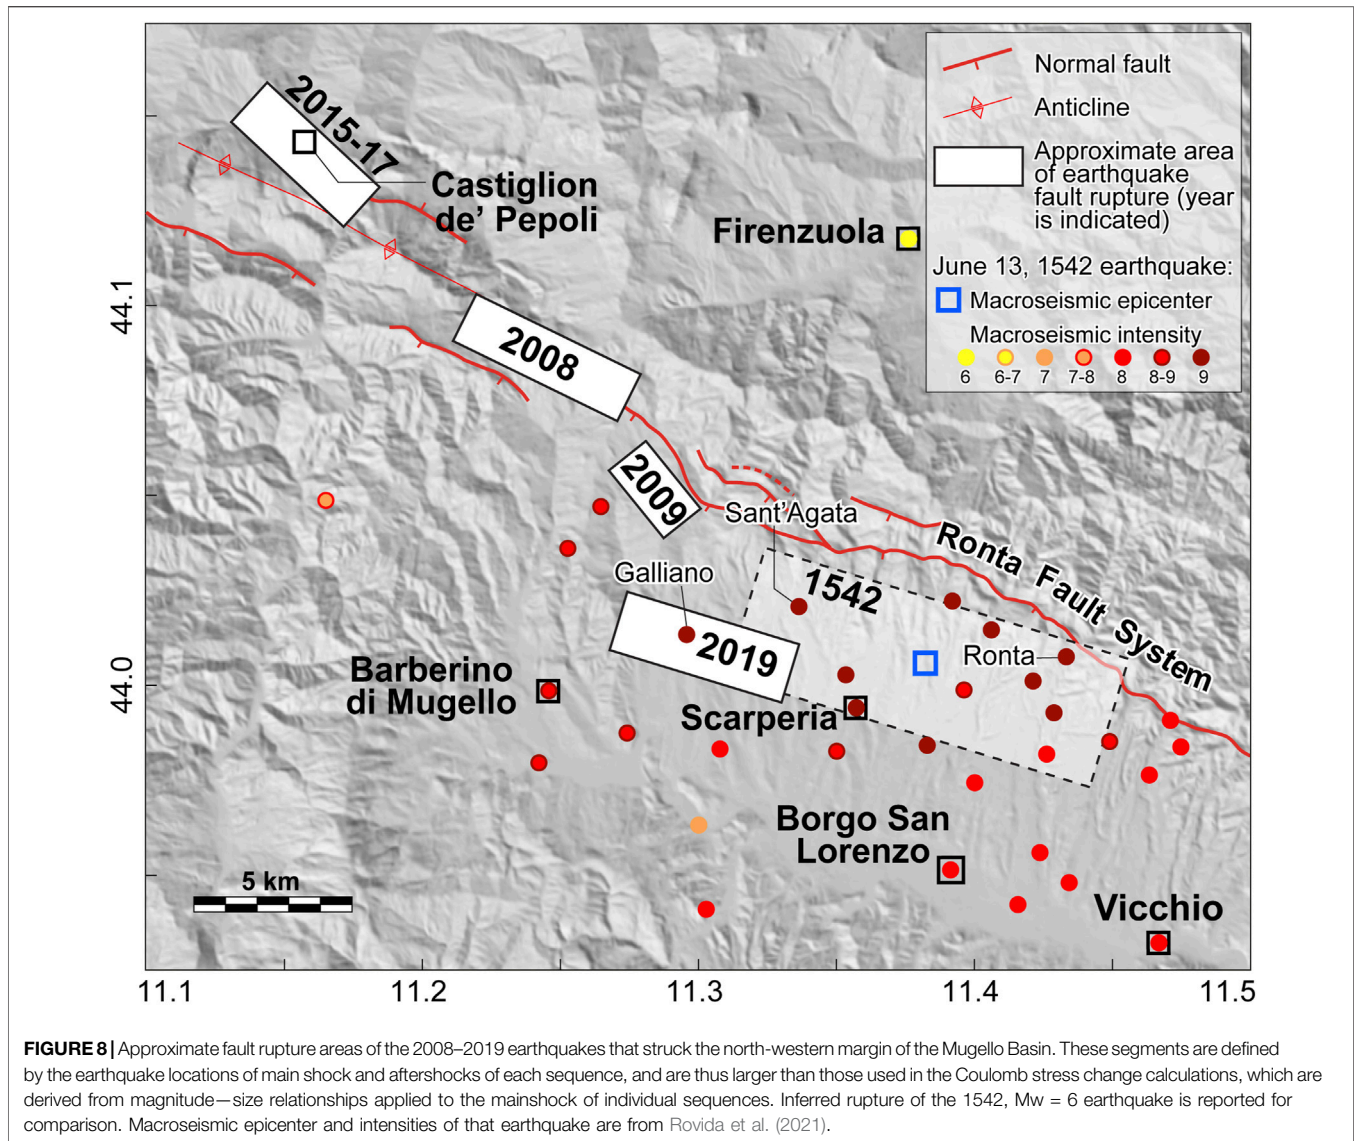 2015-17
Castiglion
de' Pepoli
Firenzuola
Normal fault
Anticline
Approximate area
of earthquake
fault rupture (year
is indicated)
June 13, 1542 earthquake:
Macroseismic epicenter
Macroseismic intensity
6 6-7 7 7-8 8 8-9 9
44.1
2008
2009
Sant'Agata
Ronta Fault System
Galliano
1542
2019
Ronta
44.0
Barberino
di Mugello
Scarperia
Borgo San
Lorenzo
5 km
Vicchio
11.1 11.2 11.3 11.4 11.5
FIGURE 8 | Approximate fault rupture areas of the 2008–2019 earthquakes that struck the north-western margin of the Mugello Basin. These segments are defined
by the earthquake locations of main shock and aftershocks of each sequence, and are thus larger than those used in the Coulomb stress change calculations, which are
derived from magnitude—size relationships applied to the mainshock of individual sequences. Inferred rupture of the 1542, Mw = 6 earthquake is reported for
comparison. Macroseismic epicenter and intensities of that earthquake are from Rovida et al. (2021).